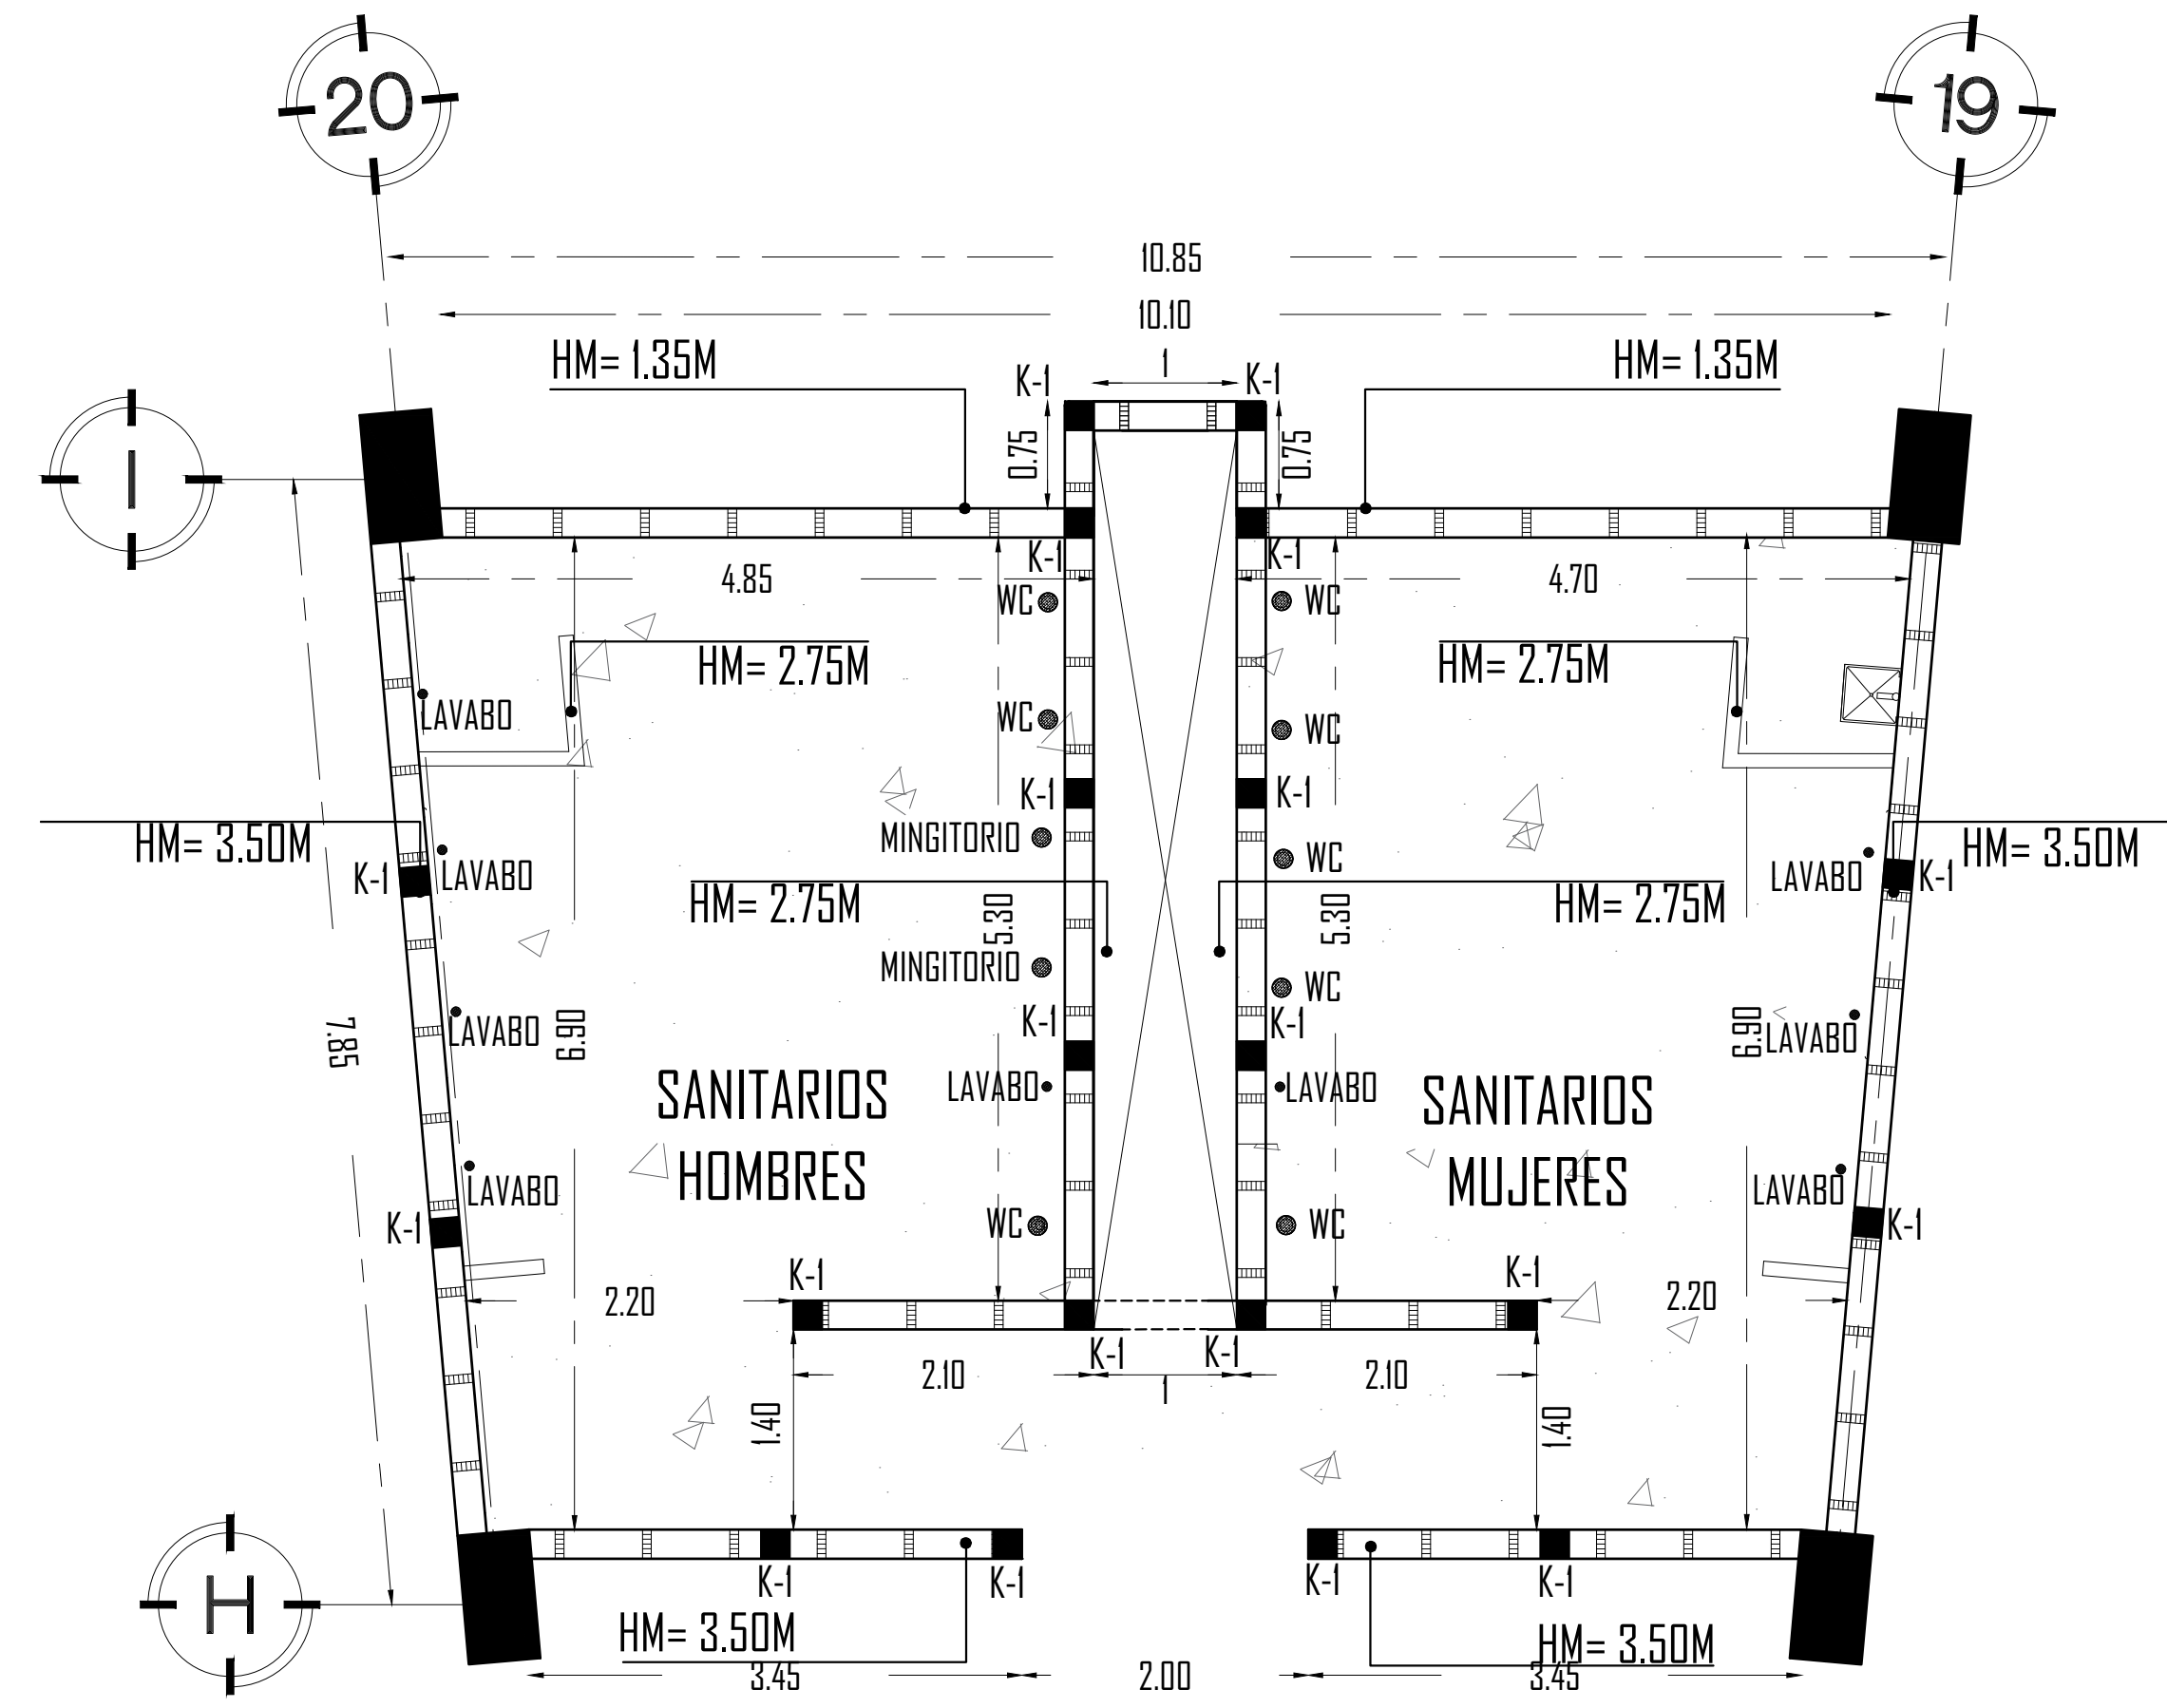 20
19
10.85
10.10
HM= 1.35M
1
HM= 1.35M
K-1
K-1
0.75
0.75
I
K-1
K-1
4.85
4.70
WC
WC
HM= 2.75M
HM= 2.75M
LAVABO
WC
WC
K-1
K-1
MINGITORIO
HM= 3.50M
HM= 3.50M
WC
K-1
LAVABO
LAVABO
K-1
HM= 2.75M
HM= 2.75M
5.30
5.30
MINGITORIO
WC
K-1
K-1
7.85
LAVABO
6.90
6.90
LAVABO
LAVABO
LAVABO
SANITARIOS
HOMBRES
SANITARIOS
MUJERES
LAVABO
LAVABO
K-1
WC
WC
K-1
K-1
K-1
2.20
2.20
K-1
K-1
2.10
1
2.10
1.40
1.40
K-1
K-1
K-1
K-1
H
HM= 3.50M
HM= 3.50M
3.45
2.00
3.45